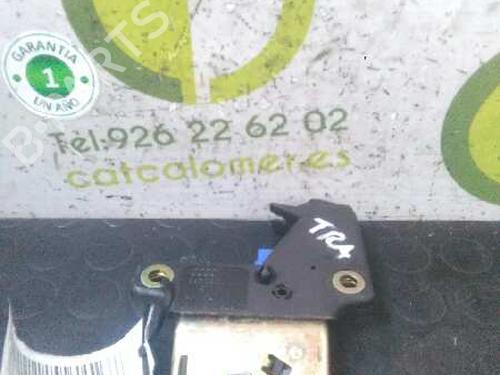 GARANTIA
1
UN AÑO
Tel:926 22 62 02
catcalomer.es
TRA